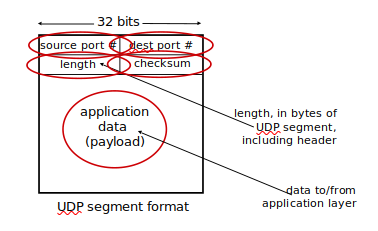 32 bits
source port # dest port #
length checksum
application
data
(payload)
length, in bytes of
UDP segment,
including header
data to/from
application layer
UDP segment format